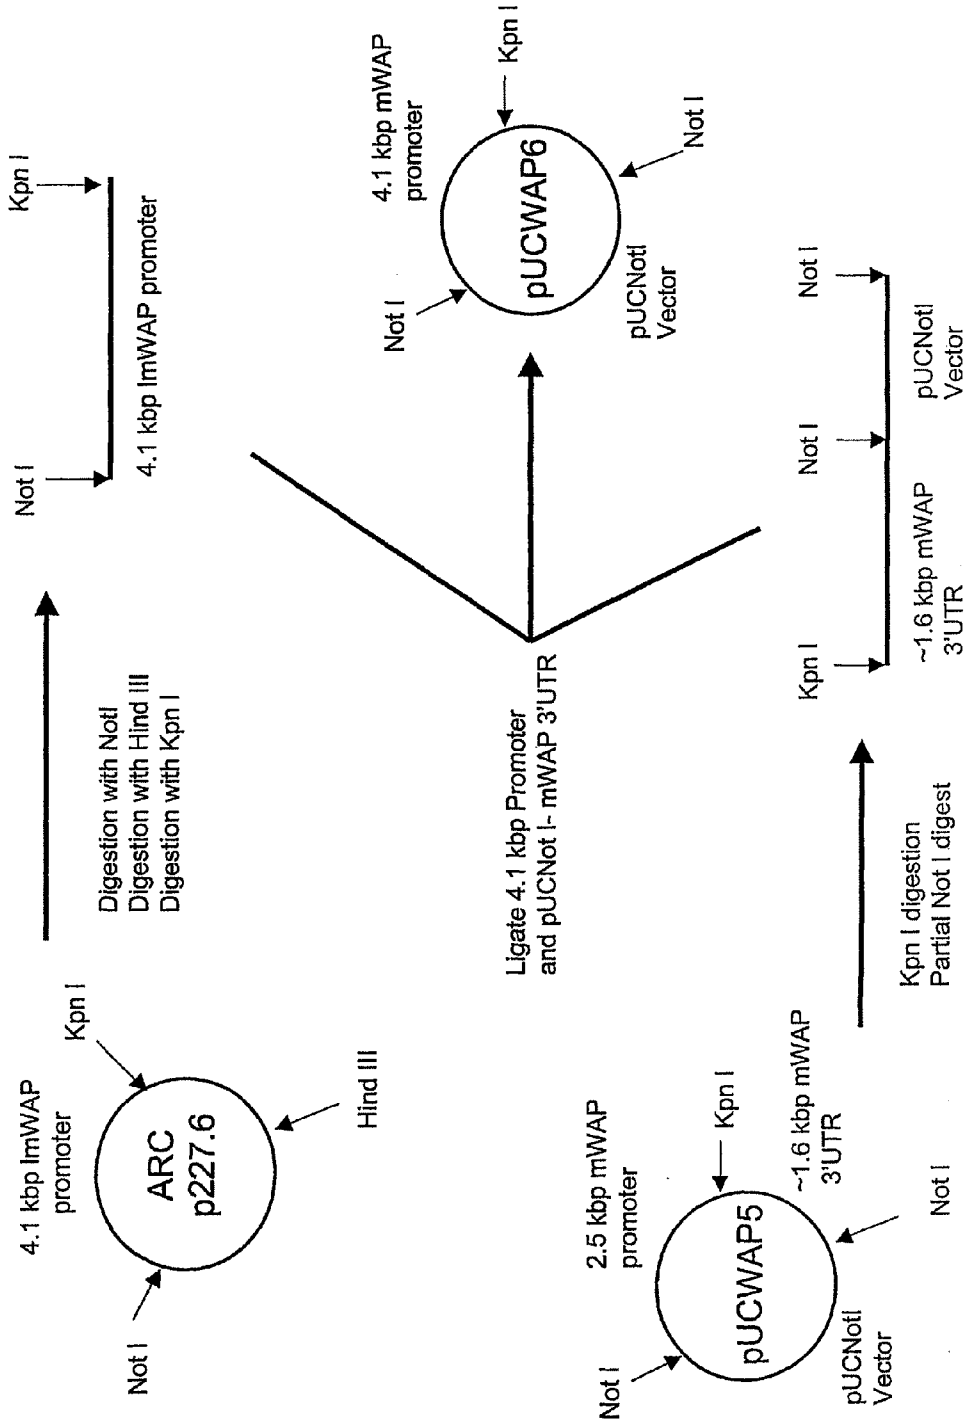 4.1 kbp lmWAP
promoter
Kpn I
ARC
p227.6
Not I
Hind III
Digestion with NotI
Digestion with Hind III
Digestion with Kpn I
Not I
Kpn I
4.1 kbp lmWAP promoter
Ligate 4.1 kbp Promoter
and pUCNot I- mWAP 3'UTR
4.1 kbp mWAP
promoter
Kpn I
Not I
pUCWAP6
Not I
pUCNotI
Vector
2.5 kbp mWAP
promoter
Kpn I
Not I
pUCWAP5
~1.6 kbp mWAP
3'UTR
Not I
pUCNotI
Vector
Kpn I digestion
Partial Not I digest
Kpn I
Not I
Not I
~1.6 kbp mWAP
3'UTR
pUCNotI
Vector